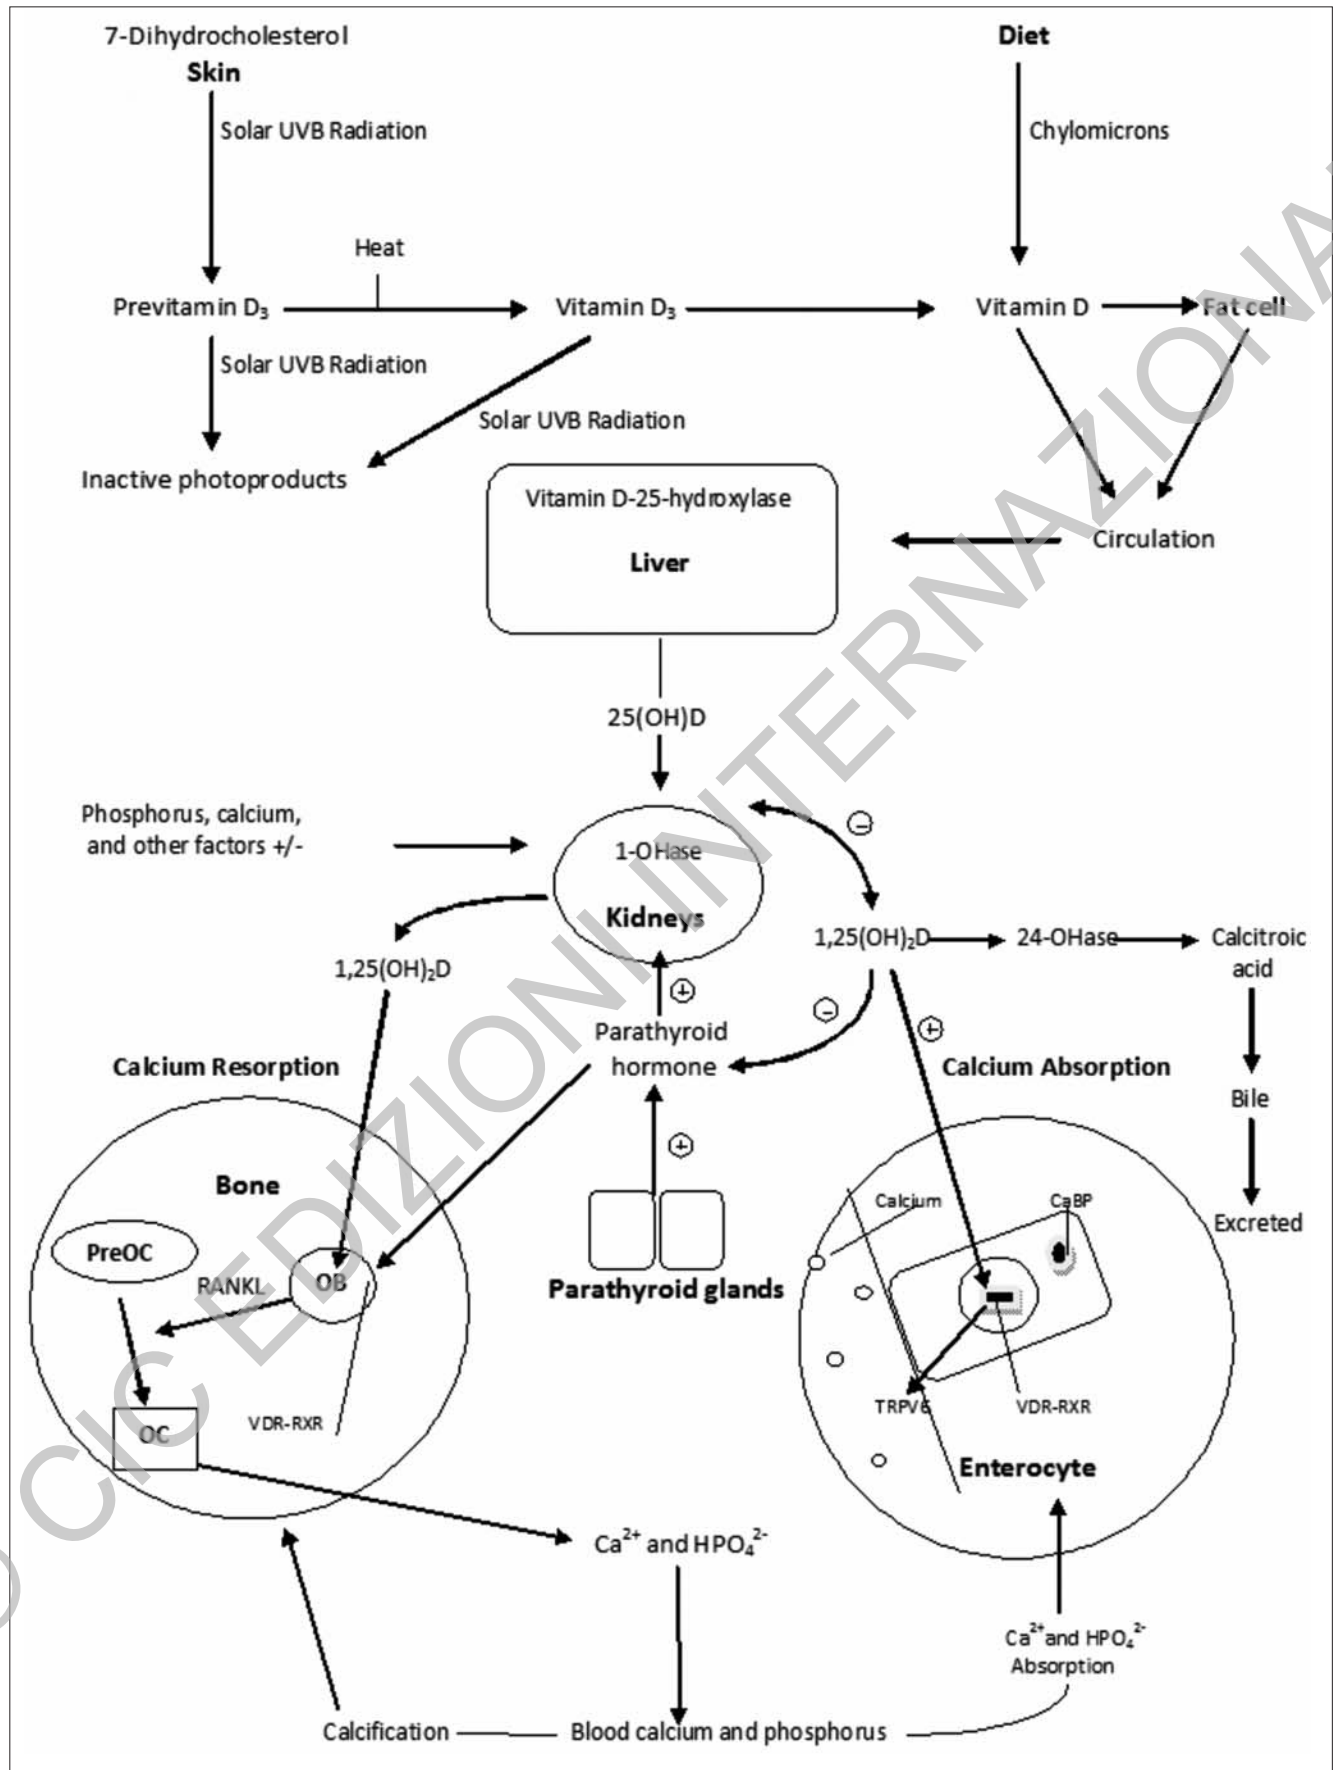 7-Dihydrocholesterol
Skin
Diet
Solar UVB Radiation
Chylomicrons
Heat
Previtamin D₃
Vitamin D₃
Vitamin D
Fat cell
Solar UVB Radiation
Solar UVB Radiation
Inactive photoproducts
Vitamin D-25-hydroxylase
Liver
Circulation
25(OH)D
Phosphorus, calcium,
and other factors +/-
1-OHase
Kidneys
−
1,25(OH)₂D
24-OHase
Calcitroic
acid
1,25(OH)₂D
+
−
+
Parathyroid
hormone
Calcium Resorption
Calcium Absorption
Bile
+
Bone
Calcium
CaBP
Excreted
PreOC
RANKL
OB
Parathyroid glands
OC
VDR-RXR
TRPV6
VDR-RXR
Enterocyte
Ca²⁺ and HPO₄²⁻
Ca²⁺ and HPO₄²⁻
Absorption
Calcification
Blood calcium and phosphorus
CIC EDIZIONI INTERNAZIONA